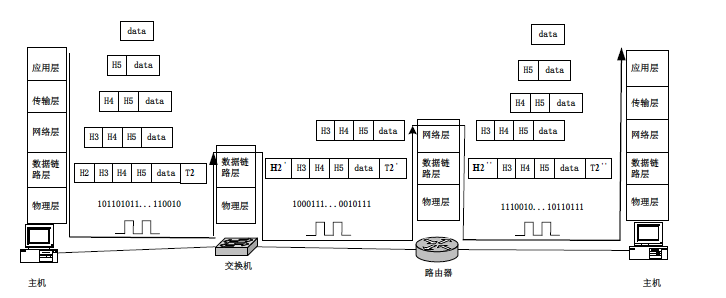 data
data
H5 data
H5 data
H4 H5 data
H4 H5 data
H3 H4 H5 data
H3 H4 H5 data
H3 H4 H5 data
H2 H3 H4 H5 data T2
H2' H3 H4 H5 data T2'
H2'' H3 H4 H5 data T2''
应用层
传输层
网络层
数据链
路层
物理层
101101011...110010
数据链
路层
物理层
1000111...0010111
网络层
数据链
路层
物理层
1110010...10110111
应用层
传输层
网络层
数据链
路层
物理层
主机
交换机
路由器
主机